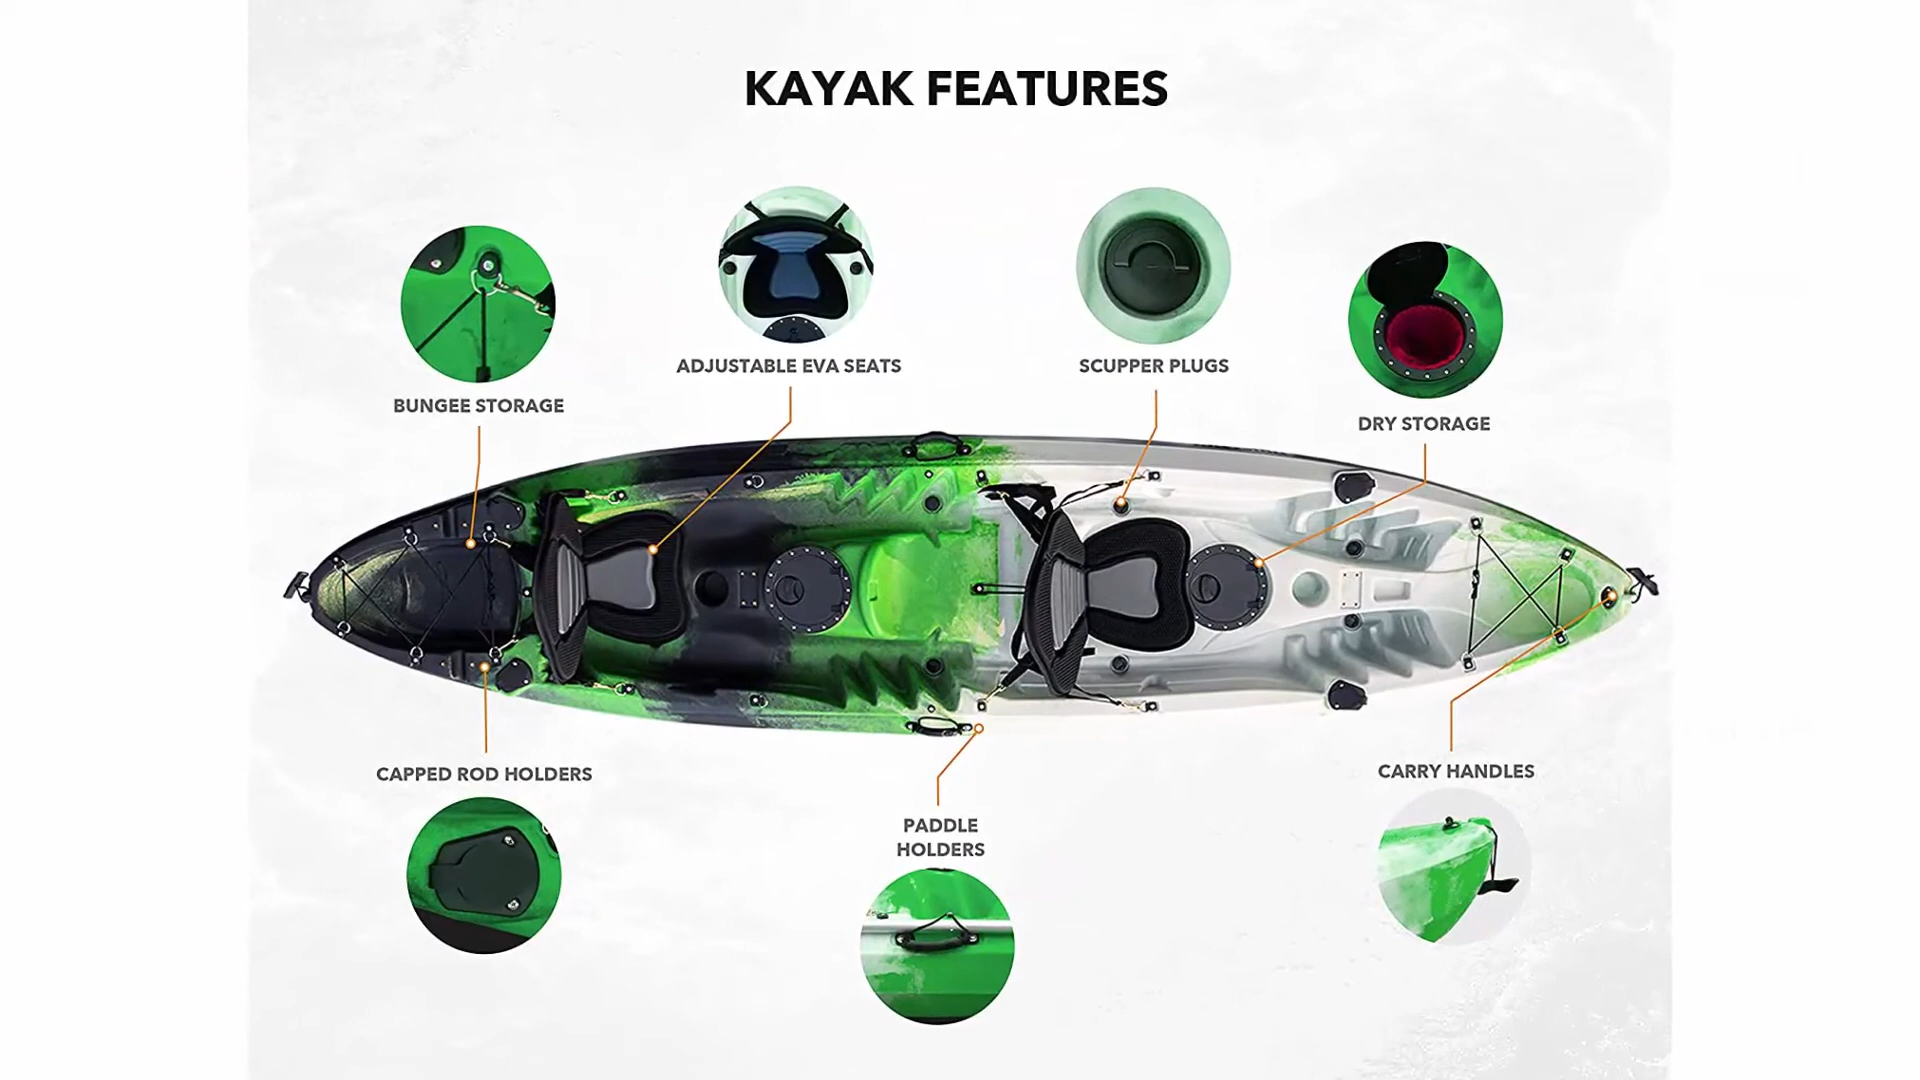 KAYAK FEATURES
ADJUSTABLE EVA SEATS
SCUPPER PLUGS
BUNGEE STORAGE
DRY STORAGE
CAPPED ROD HOLDERS
CARRY HANDLES
PADDLE
HOLDERS